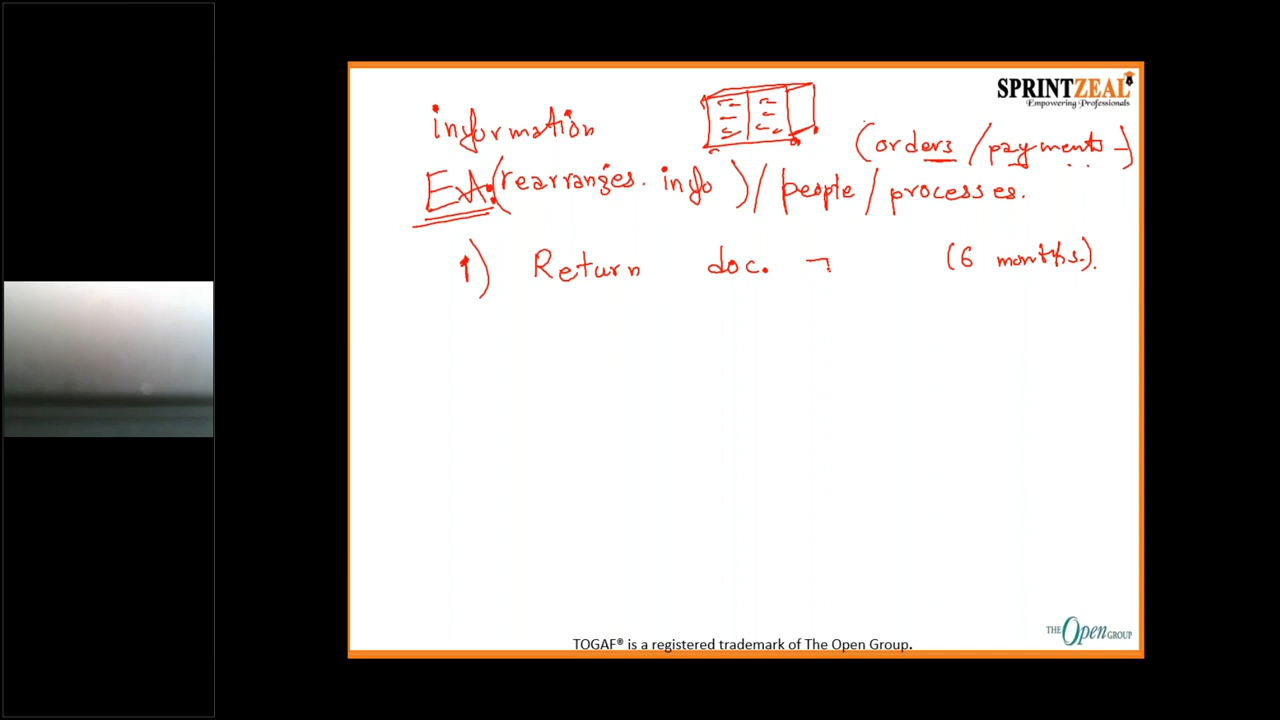 SPRINTZEAL
Empowering Professionals
information
(orders / payments -)
EA: (rearranges. info) / people / processes.
1) Return doc. (6 months.).
THE Open GROUP
TOGAF® is a registered trademark of The Open Group.